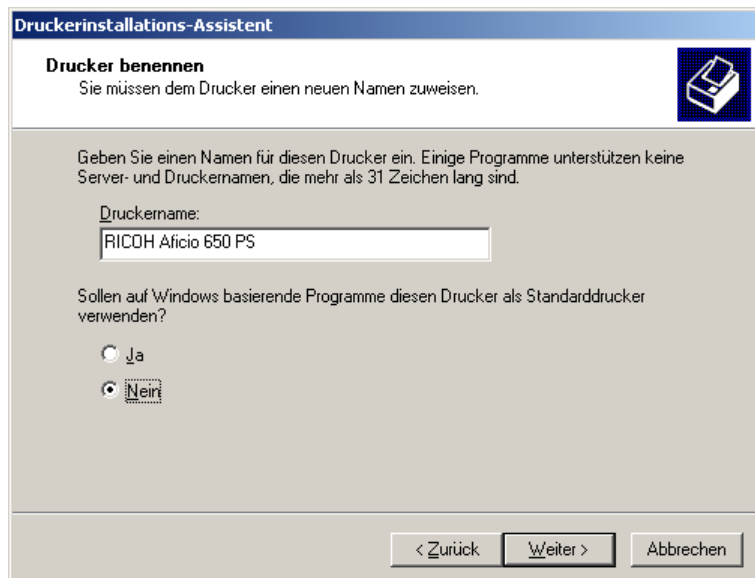 Druckerinstallations-Assistent
Drucker benennen
Sie müssen dem Drucker einen neuen Namen zuweisen.
Geben Sie einen Namen für diesen Drucker ein. Einige Programme unterstützen keine
Server- und Druckernamen, die mehr als 31 Zeichen lang sind.
Druckername:
RICOH Aficio 650 PS
Sollen auf Windows basierende Programme diesen Drucker als Standarddrucker
verwenden?
Ja
Nein
< Zurück Weiter > Abbrechen